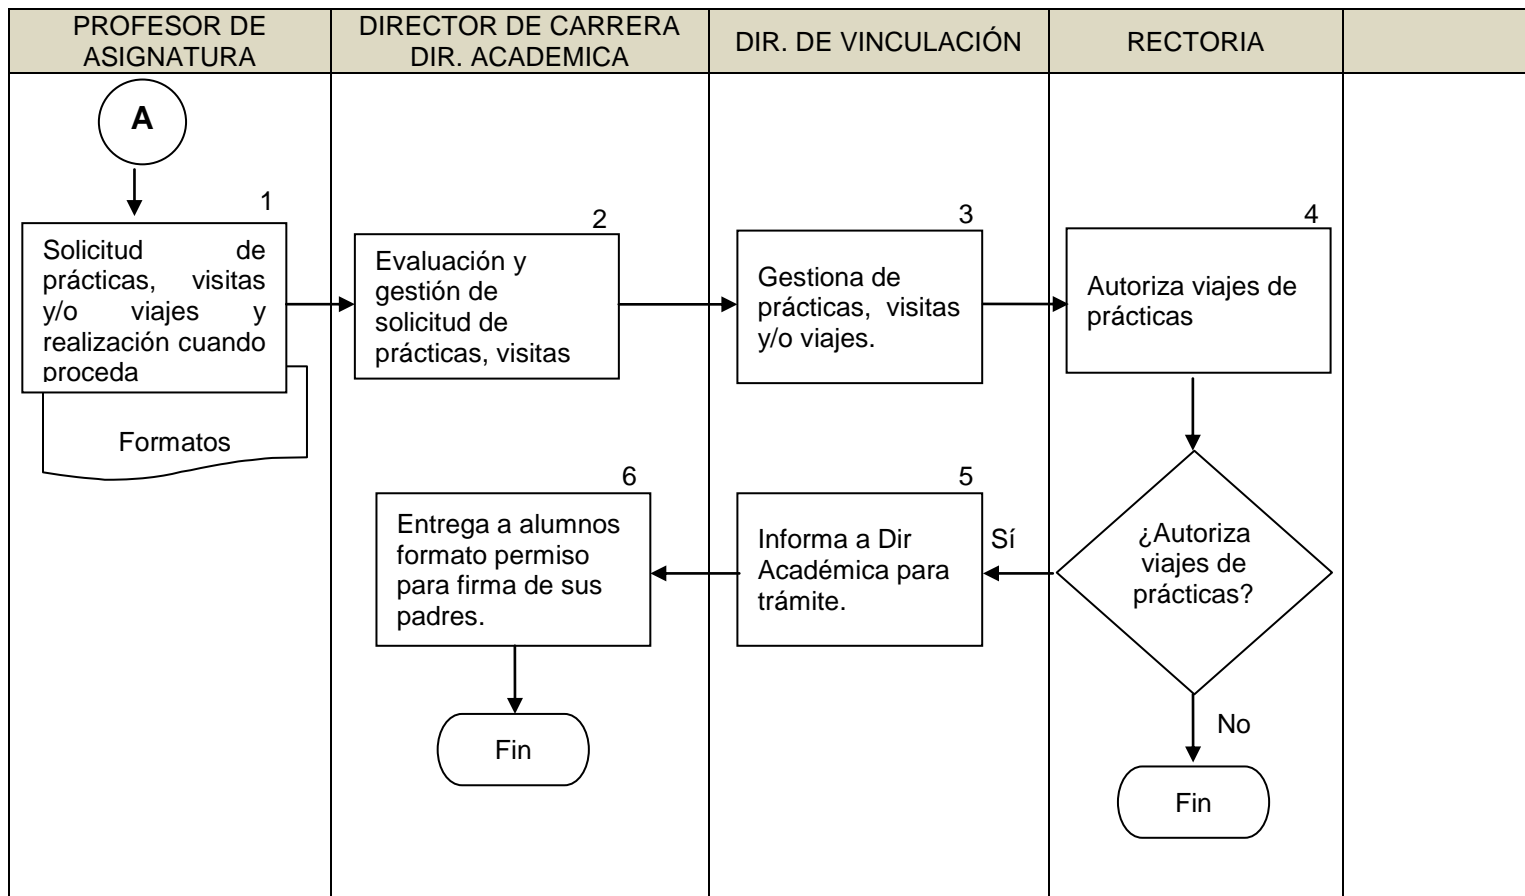 PROFESOR DE
ASIGNATURA
DIRECTOR DE CARRERA
DIR. ACADEMICA
DIR. DE VINCULACIÓN
RECTORIA
A
1
Solicitud de
prácticas, visitas
y/o viajes y
realización cuando
proceda
Formatos
2
Evaluación y
gestión de
solicitud de
prácticas, visitas
3
Gestiona de
prácticas, visitas
y/o viajes.
4
Autoriza viajes de
prácticas
6
Entrega a alumnos
formato permiso
para firma de sus
padres.
5
Informa a Dir
Académica para
trámite.
Sí
¿Autoriza
viajes de
prácticas?
No
Fin
Fin